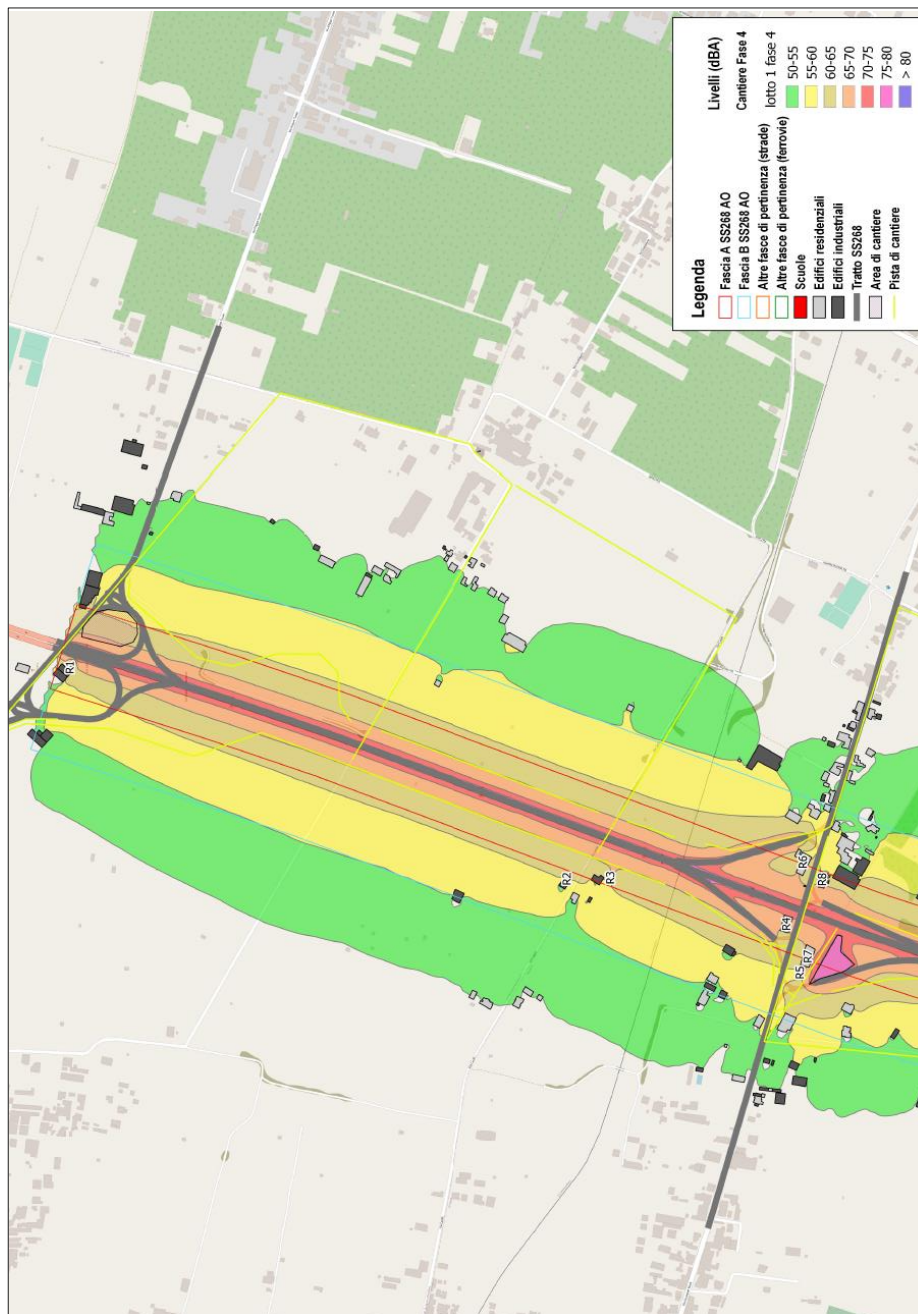 Legenda
Fascia A SS268 AO
Fascia B SS268 AO
Altre fasce di pertinenza (strade)
Altre fasce di pertinenza (ferrovie)
Scuole
Edifici residenziali
Edifici industriali
Tratto SS268
Area di cantiere
Pista di cantiere
Livelli (dBA)
Cantiere Fase 4
lotto 1 fase 4
50-55
55-60
60-65
65-70
70-75
75-80
> 80
R1
R2
R3
R4
R5
R7
R6
R8